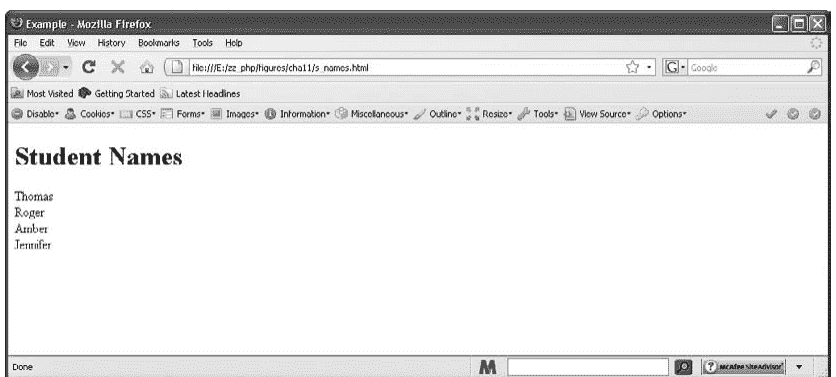 Example - Mozilla Firefox
File Edit View History Bookmarks Tools Help
file:///E:/zz_php/figures/cha11/s_names.html G Google
Most Visited Getting Started Latest Headlines
Disable Cookies CSS Forms Images Information Miscellaneous Outline Resize Tools View Source Options
Student Names
Thomas
Roger
Amber
Jennifer
Done M McAfee SiteAdvisor